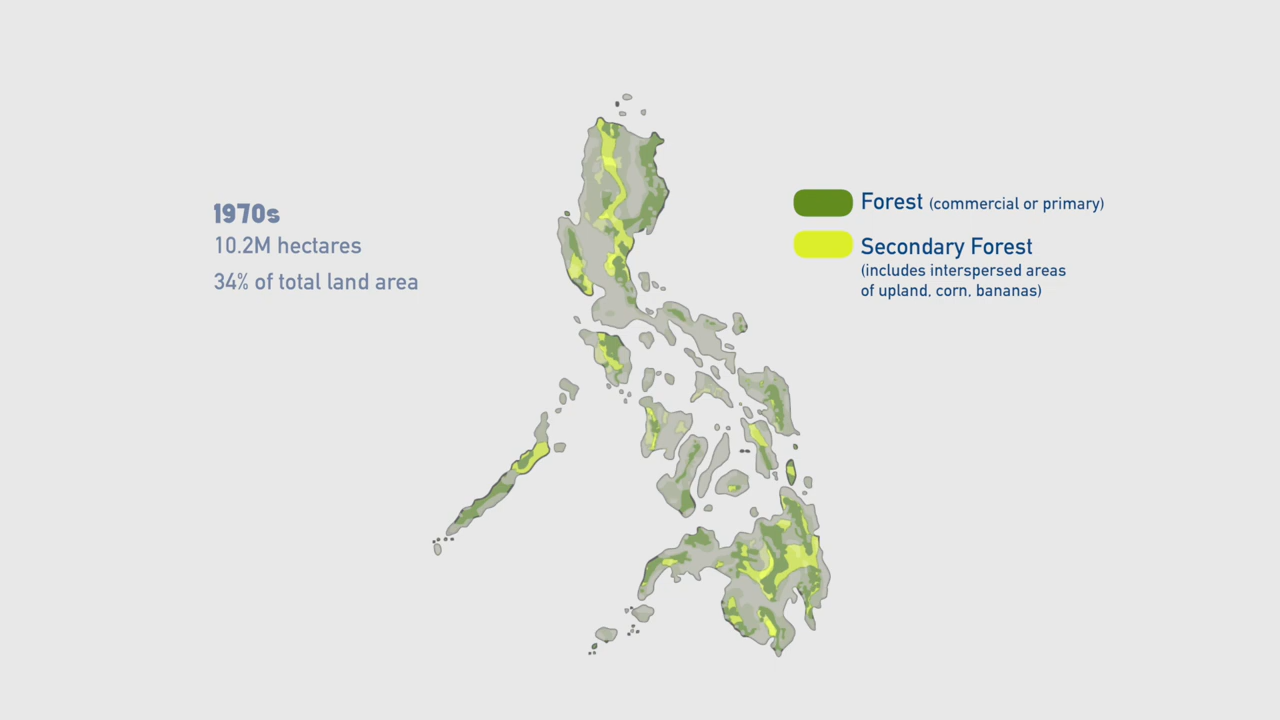 1970s
10.2M hectares
34% of total land area
Forest (commercial or primary)
Secondary Forest
(includes interspersed areas
of upland, corn, bananas)